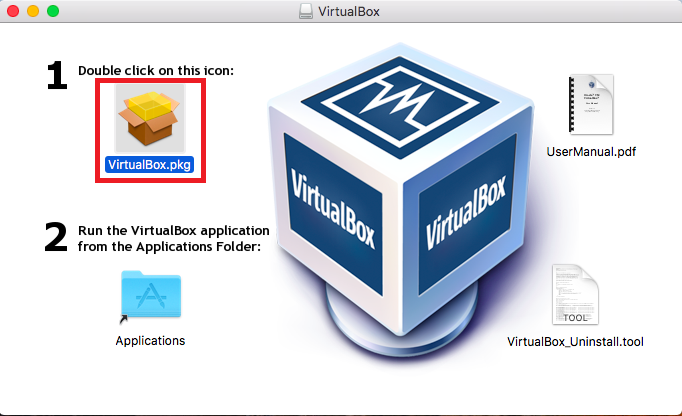 VirtualBox
1 Double click on this icon:
VirtualBox.pkg
UserManual.pdf
VirtualBox
VirtualBox
2 Run the VirtualBox application
from the Applications Folder:
Applications
TOOL
VirtualBox_Uninstall.tool